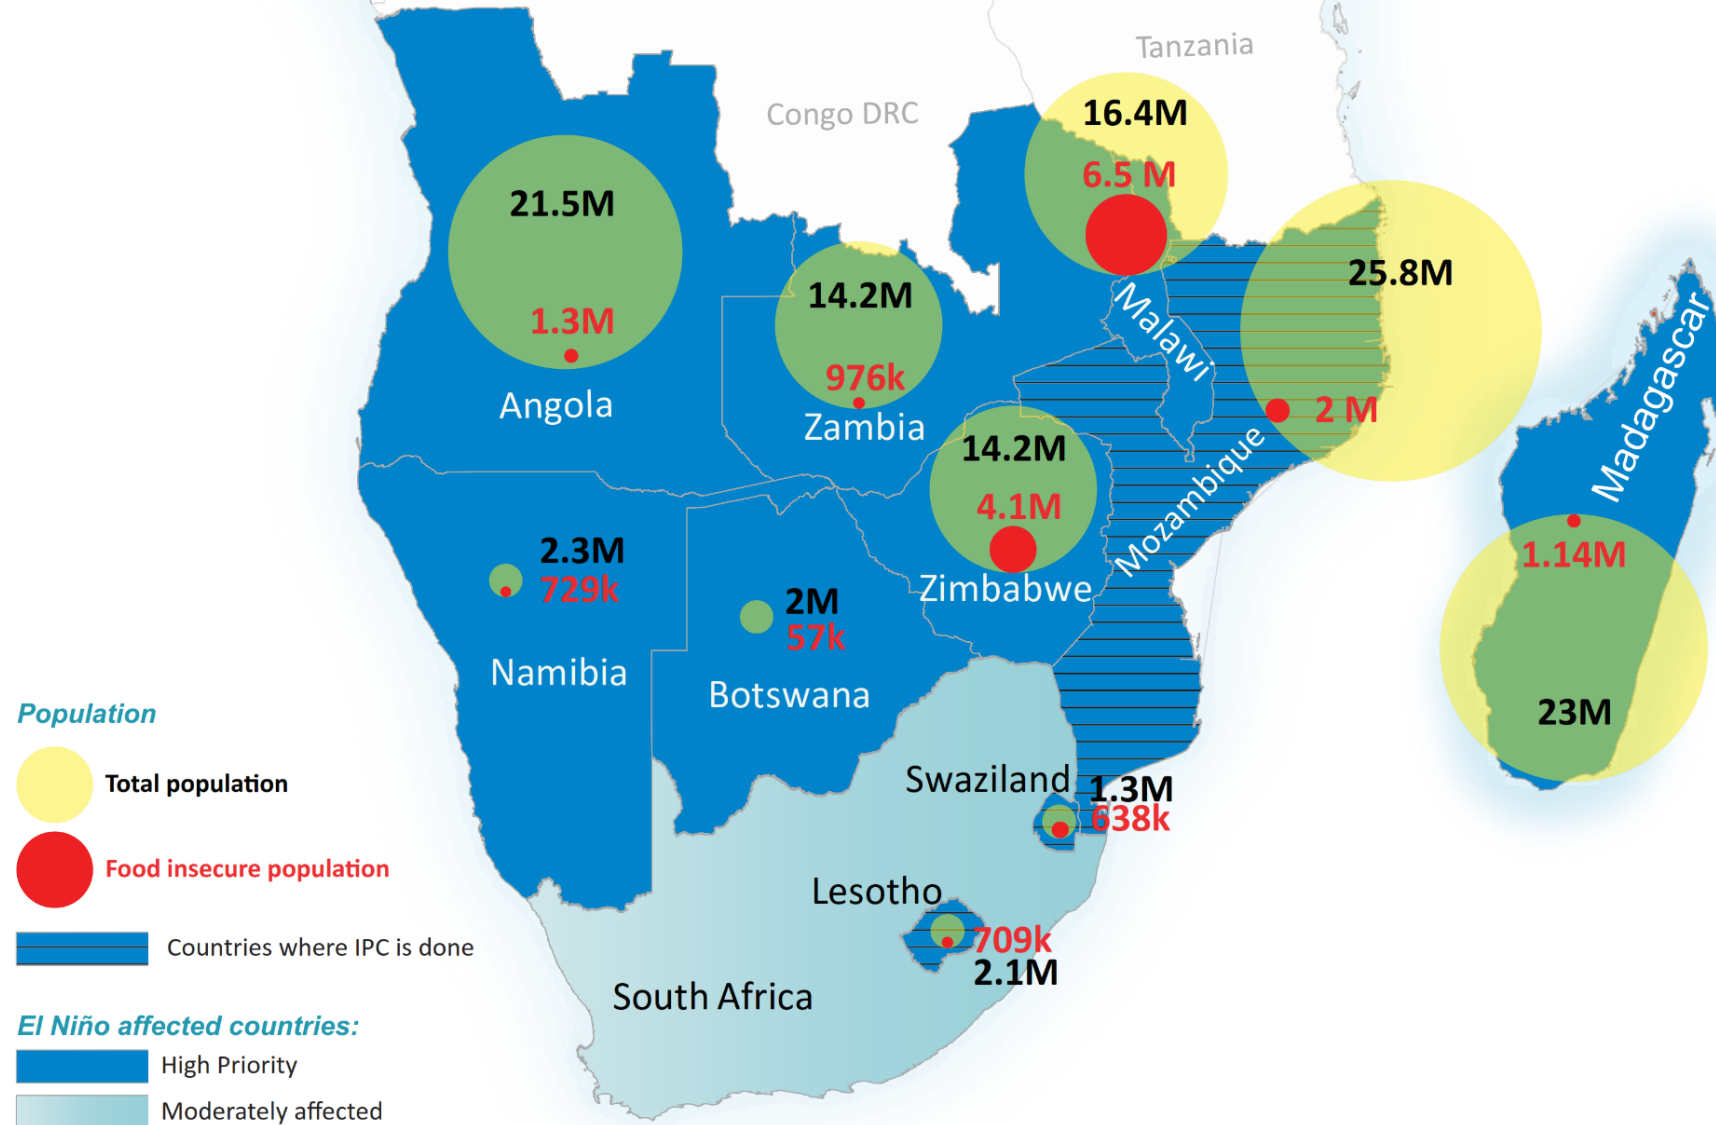 Tanzania
Congo DRC
16.4M
6.5 M
21.5M
1.3M
Angola
14.2M
976k
Zambia
25.8M
2 M
Malawi
Mozambique
Madagascar
1.14M
23M
14.2M
4.1M
Zimbabwe
2.3M
729k
Namibia
2M
57k
Botswana
Swaziland
1.3M
638k
Lesotho
709k
2.1M
South Africa
Population
Total population
Food insecure population
Countries where IPC is done
El Niño affected countries:
High Priority
Moderately affected